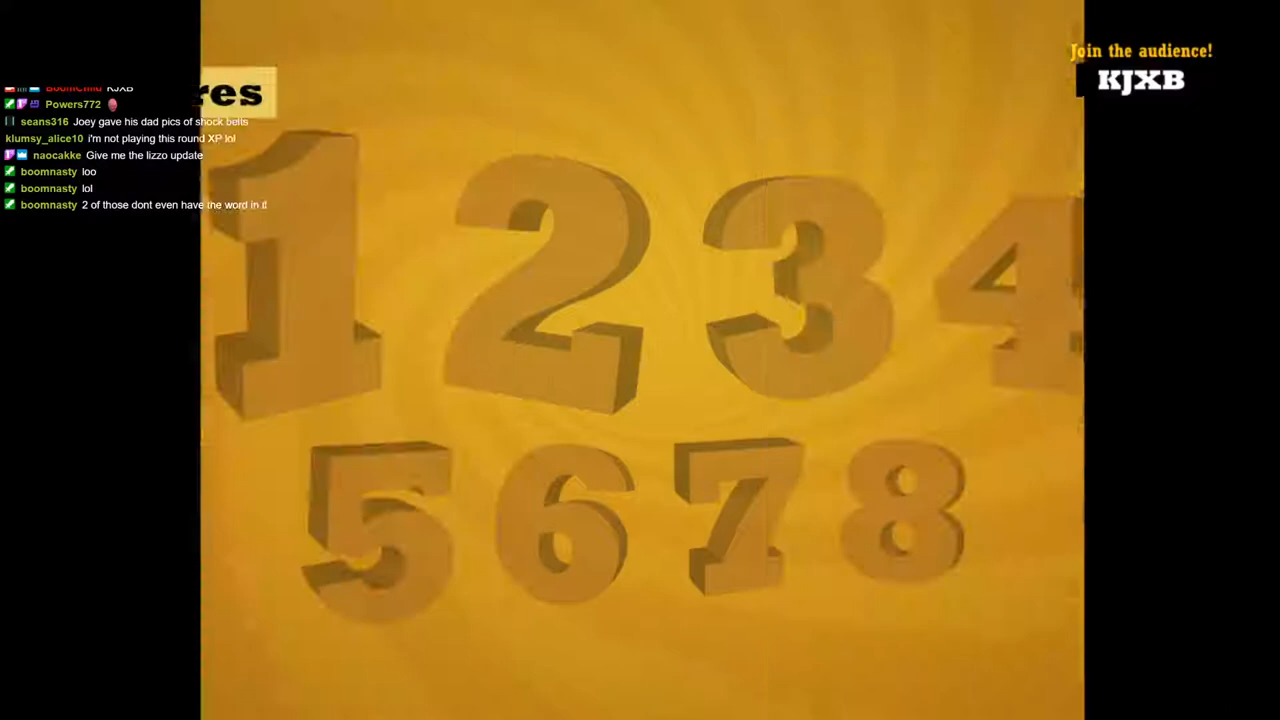 Join the audience!
KJXB
res
BoomChild KJXB
Powers772
seans316 Joey gave his dad pics of shock belts
klumsy_alice10 i'm not playing this round XP lol
naocakke Give me the lizzo update
boomnasty loo
boomnasty lol
boomnasty 2 of those dont even have the word in it
1 2 3 4
5 6 7 8